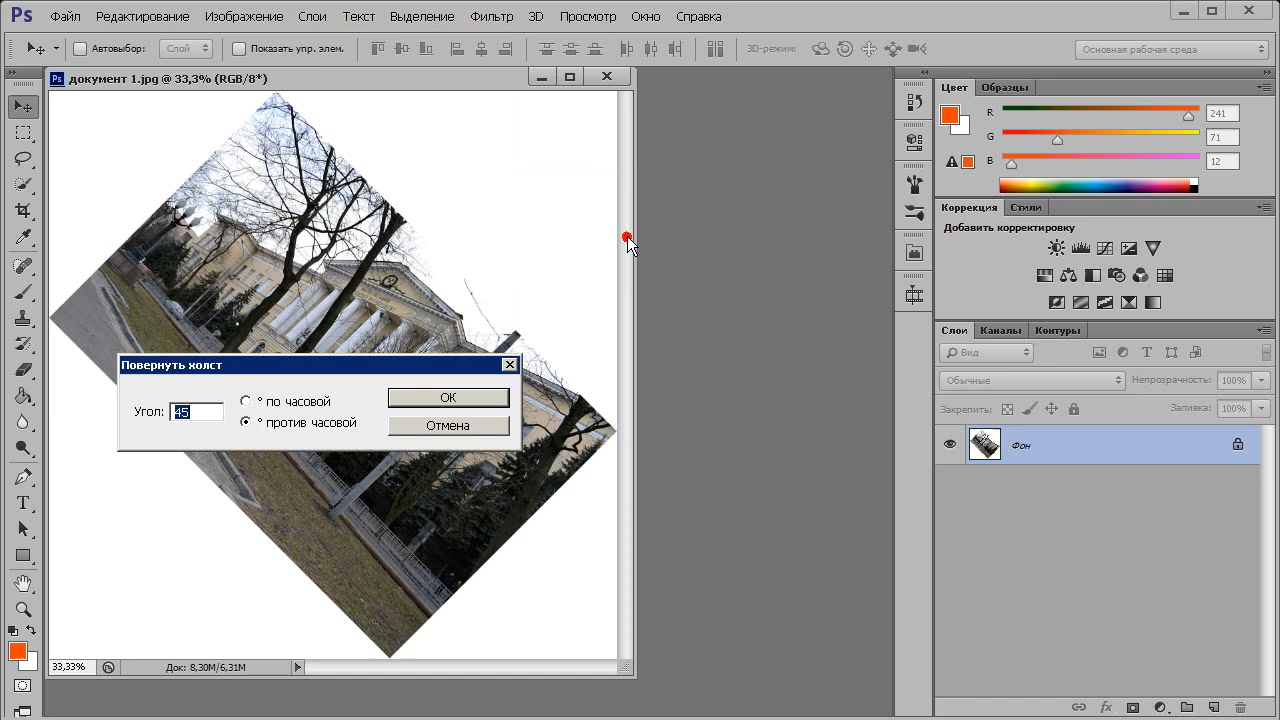 Ps Файл Редактирование Изображение Слои Текст Выделение Фильтр 3D Просмотр Окно Справка
Автовыбор: Слой Показать упр. элем. 3D-режим: Основная рабочая среда
Ps документ 1.jpg @ 33,3% (RGB/8*)
Цвет Образцы
R 241
G 71
B 12
Коррекция Стили
Добавить корректировку
Слои Каналы Контуры
Вид
Обычные Непрозрачность: 100%
Закрепить: Заливка: 100%
Фон
Повернуть холст
Угол: 45
° по часовой
° против часовой
ОК
Отмена
33,33% Док: 8,30M/6,31M